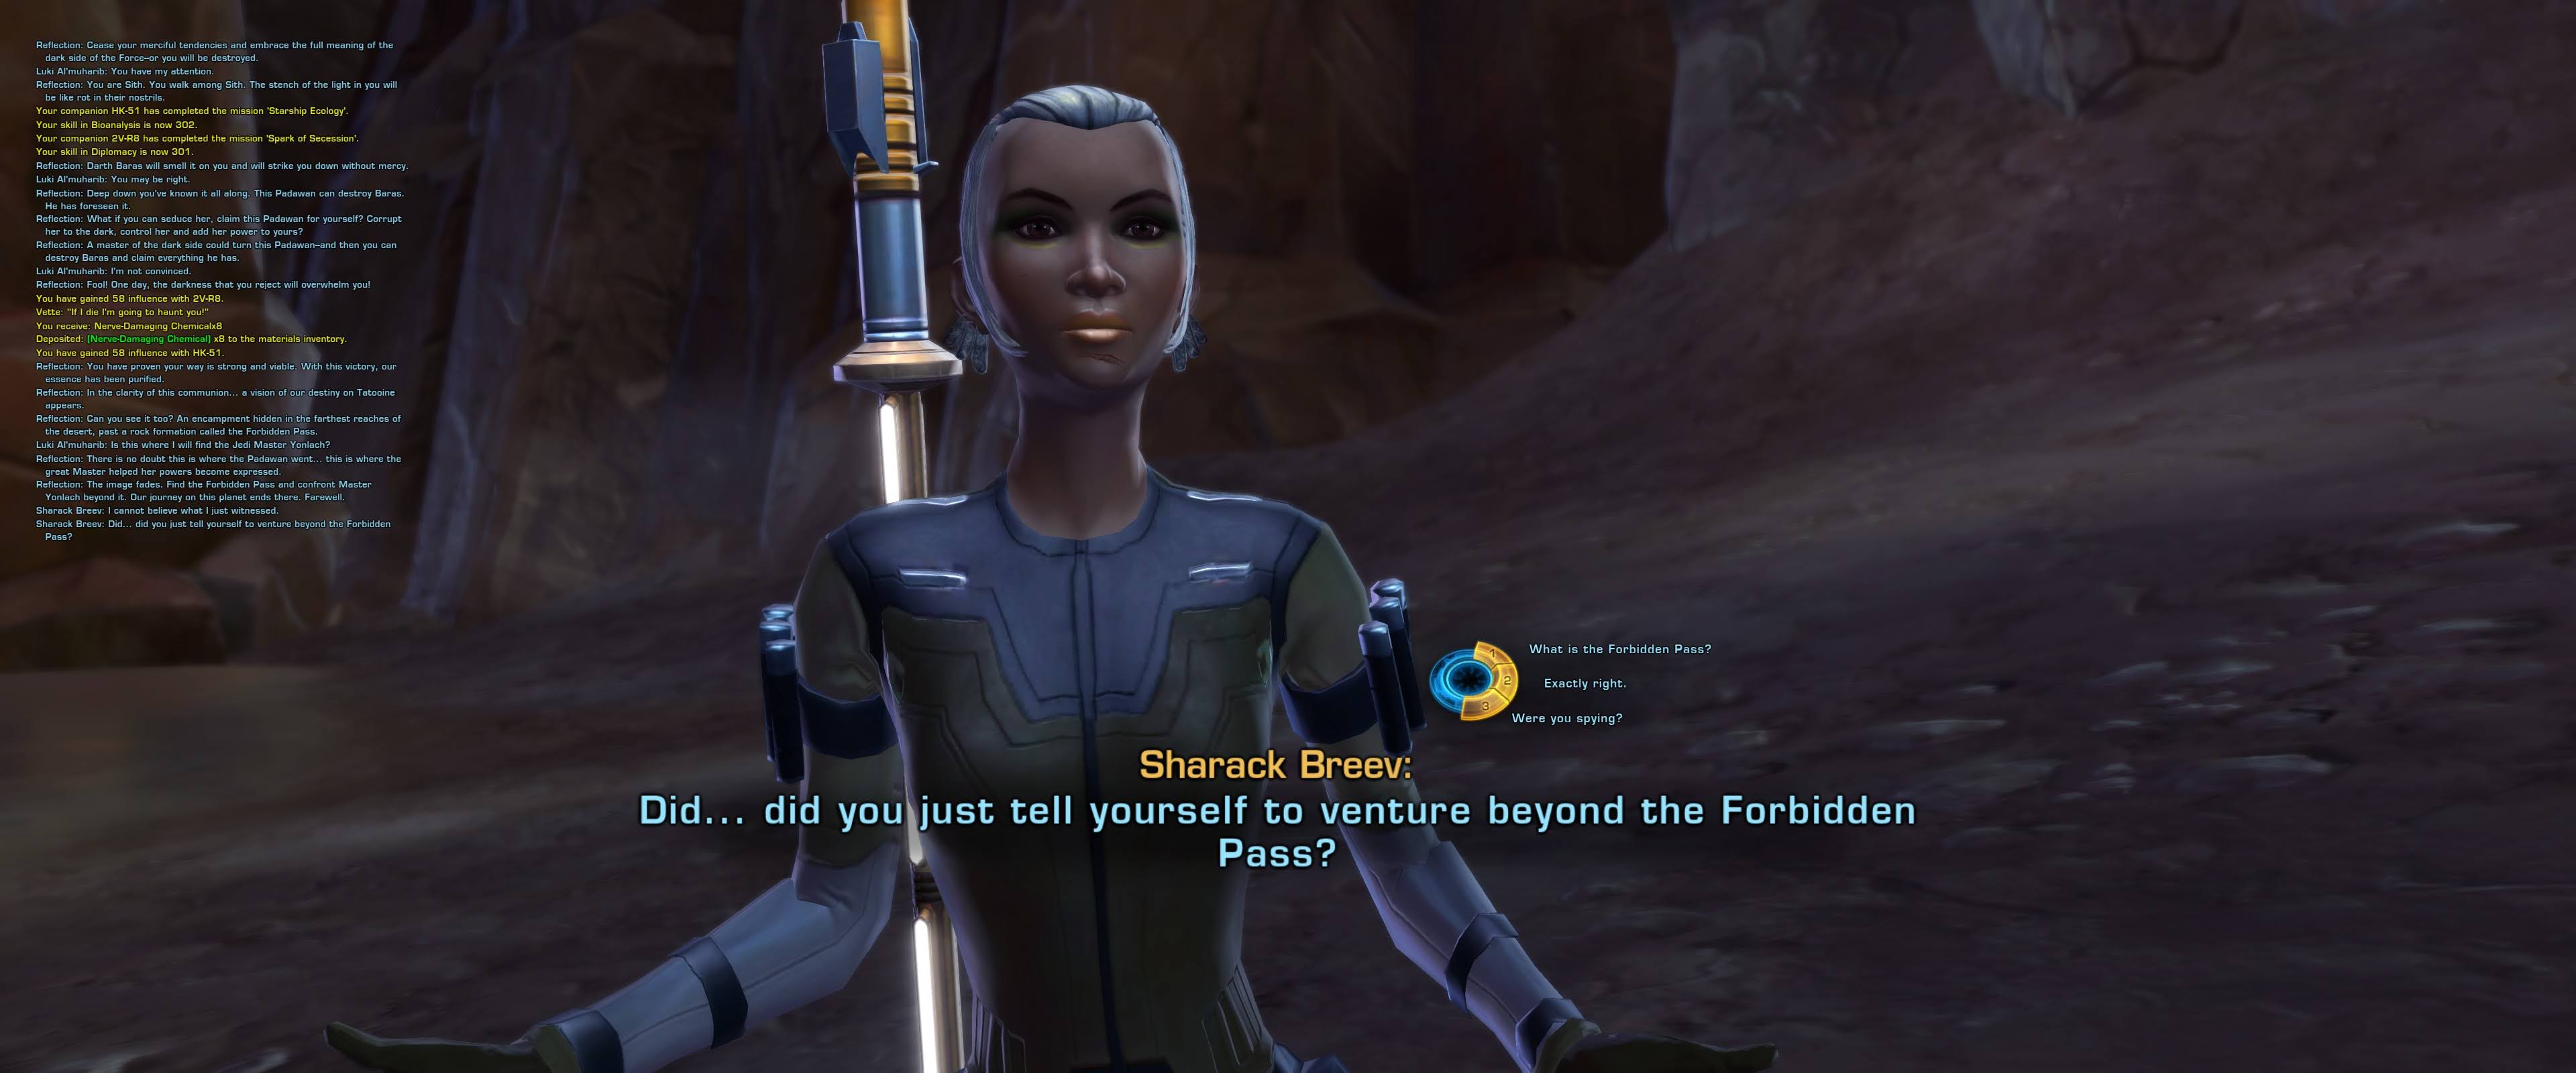 Reflection: Cease your merciful tendencies and embrace the full meaning of the
dark side of the Force—or you will be destroyed.
Luki Al'muharib: You have my attention.
Reflection: You are Sith. You walk among Sith. The stench of the light in you will
be like rot in their nostrils.
Your companion HK-51 has completed the mission 'Starship Ecology'.
Your skill in Bioanalysis is now 302.
Your companion 2V-R8 has completed the mission 'Spark of Secession'.
Your skill in Diplomacy is now 301.
Reflection: Darth Baras will smell it on you and will strike you down without mercy.
Luki Al'muharib: You may be right.
Reflection: Deep down you've known it all along. This Padawan can destroy Baras.
He has foreseen it.
Reflection: What if you can seduce her, claim this Padawan for yourself? Corrupt
her to the dark, control her and add her power to yours?
Reflection: A master of the dark side could turn this Padawan—and then you can
destroy Baras and claim everything he has.
Luki Al'muharib: I'm not convinced.
Reflection: Fool! One day, the darkness that you reject will overwhelm you!
You have gained 58 influence with 2V-R8.
Vette: "If I die I'm going to haunt you!"
You receive: Nerve-Damaging Chemicalx8
Deposited: [Nerve-Damaging Chemical] x8 to the materials inventory.
You have gained 58 influence with HK-51.
Reflection: You have proven your way is strong and viable. With this victory, our
essence has been purified.
Reflection: In the clarity of this communion... a vision of our destiny on Tatooine
appears.
Reflection: Can you see it too? An encampment hidden in the farthest reaches of
the desert, past a rock formation called the Forbidden Pass.
Luki Al'muharib: Is this where I will find the Jedi Master Yonlach?
Reflection: There is no doubt this is where the Padawan went... this is where the
great Master helped her powers become expressed.
Reflection: The image fades. Find the Forbidden Pass and confront Master
Yonlach beyond it. Our journey on this planet ends there. Farewell.
Sharack Breev: I cannot believe what I just witnessed.
Sharack Breev: Did... did you just tell yourself to venture beyond the Forbidden
Pass?
1 What is the Forbidden Pass?
2 Exactly right.
3 Were you spying?
Sharack Breev:
Did... did you just tell yourself to venture beyond the Forbidden
Pass?